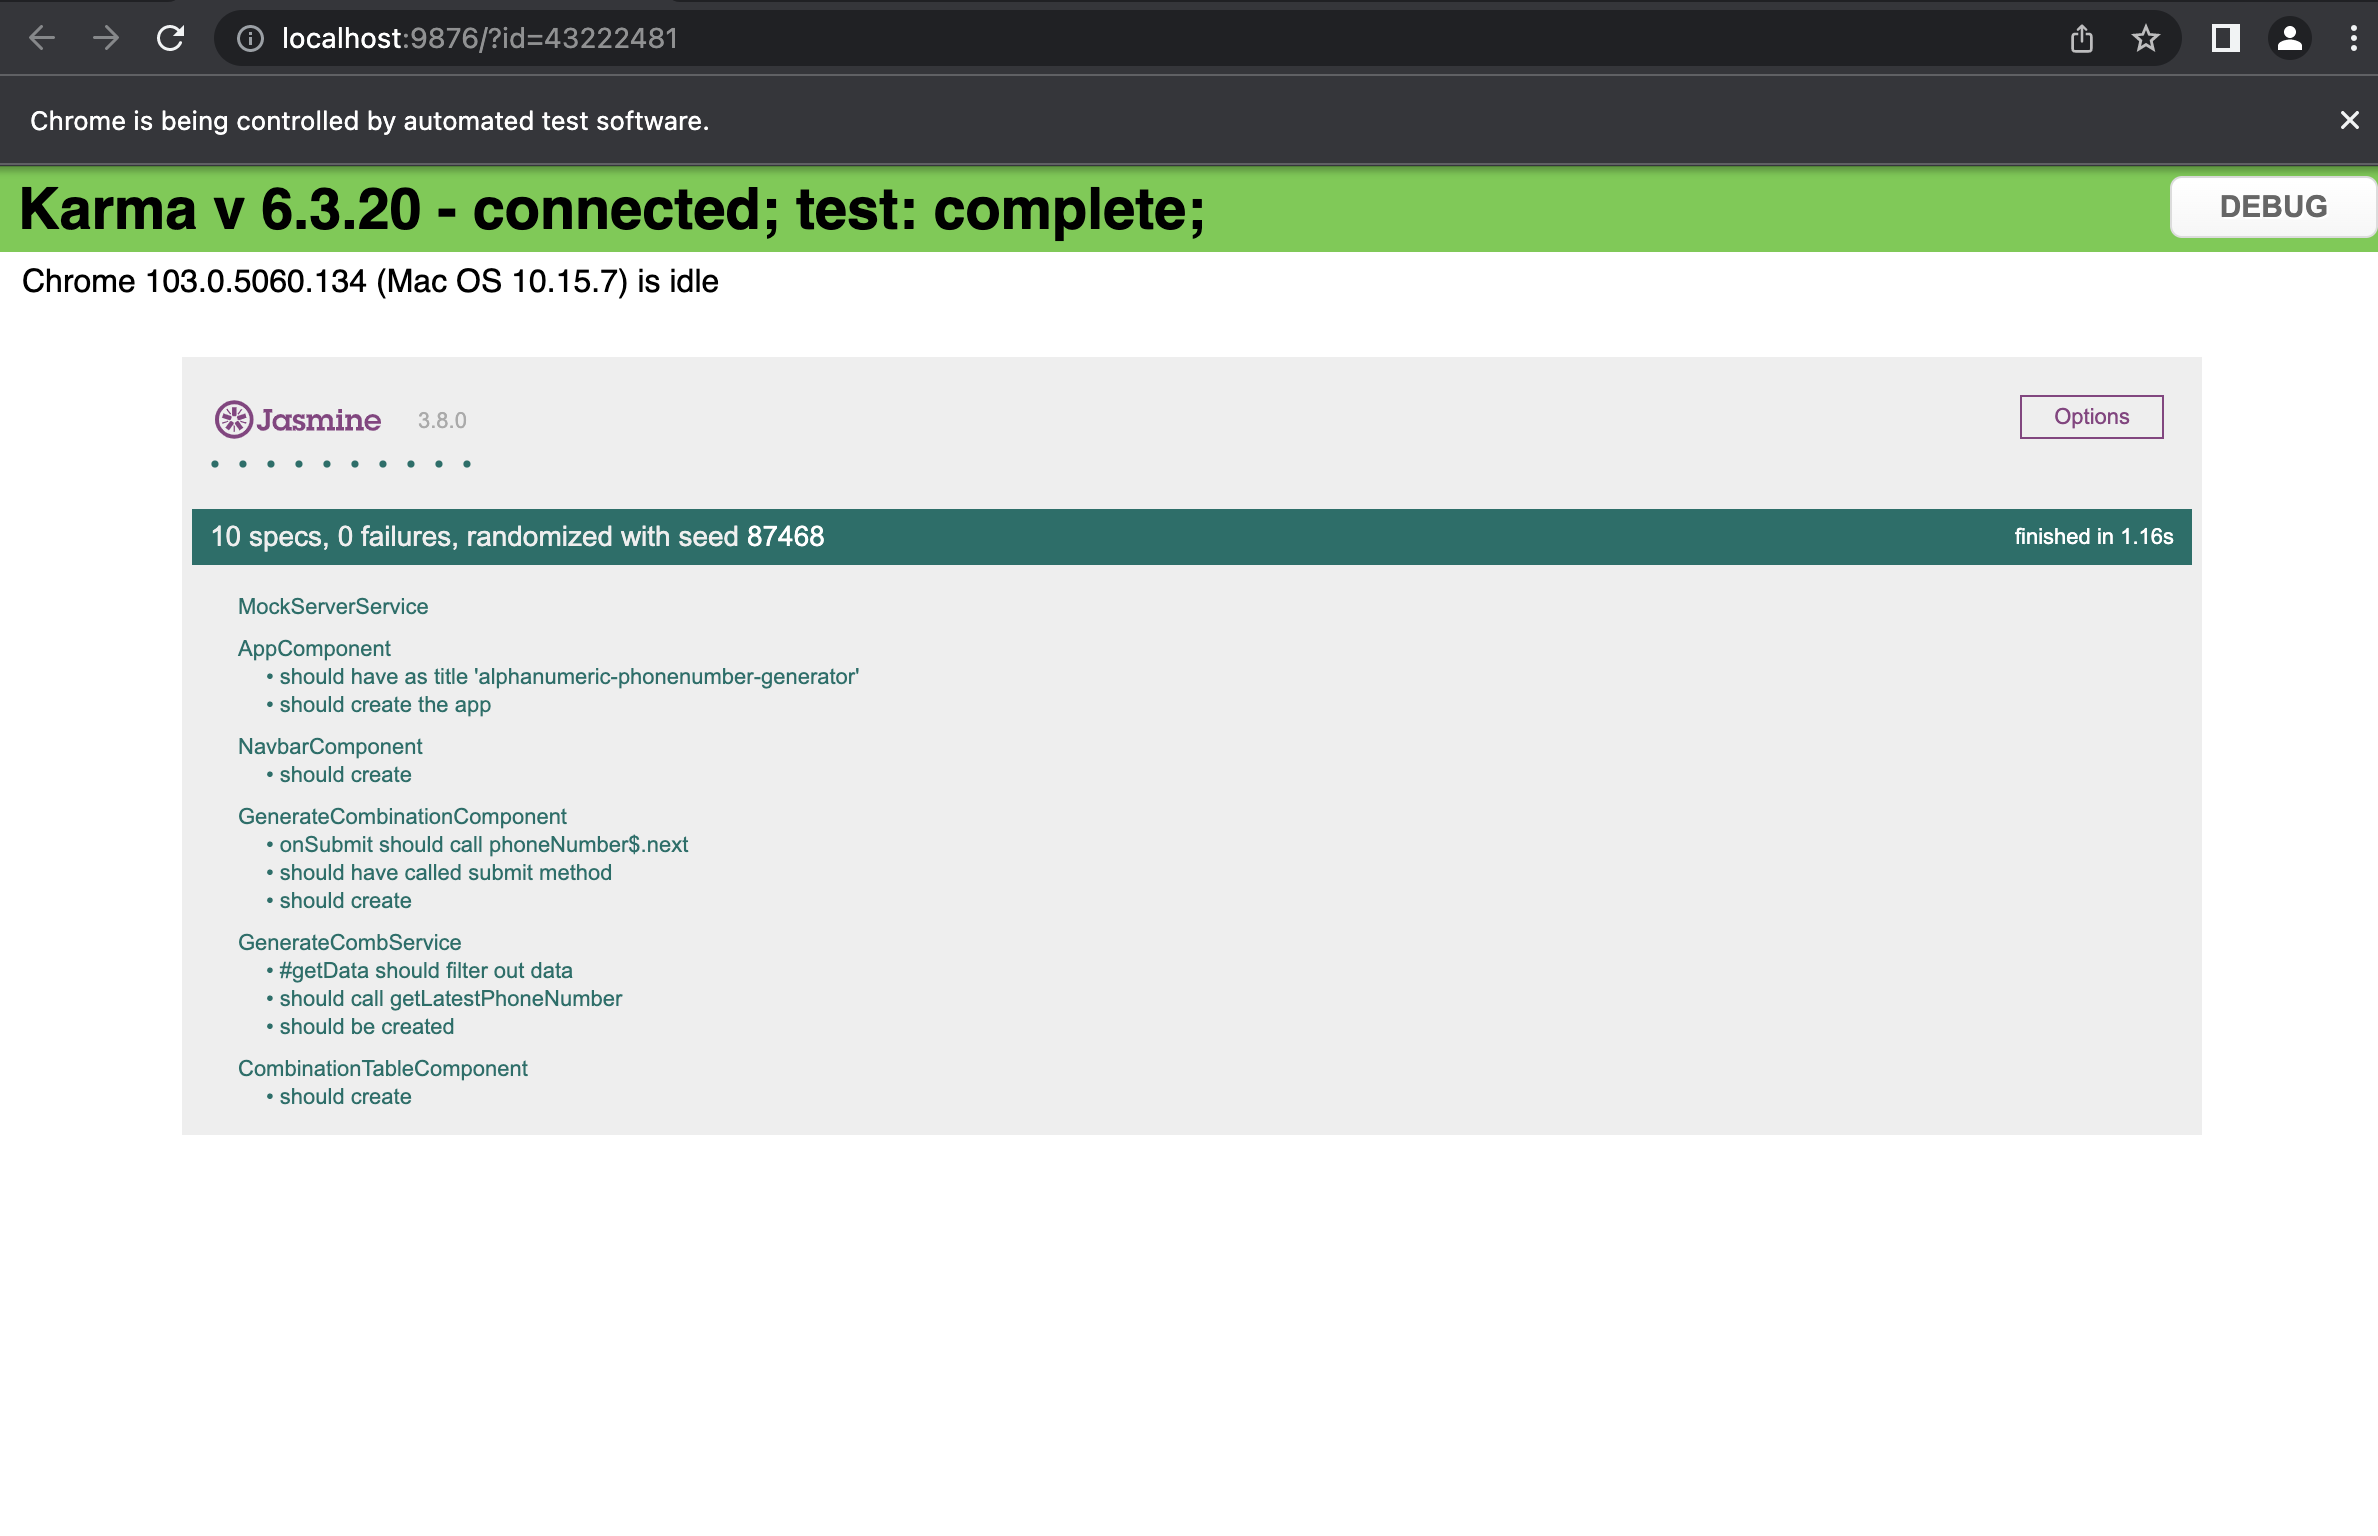 localhost:9876/?id=43222481
Chrome is being controlled by automated test software.
Karma v 6.3.20 - connected; test: complete;
DEBUG
Chrome 103.0.5060.134 (Mac OS 10.15.7) is idle
Jasmine 3.8.0
Options
10 specs, 0 failures, randomized with seed 87468
finished in 1.16s
MockServerService
AppComponent
• should have as title 'alphanumeric-phonenumber-generator'
• should create the app
NavbarComponent
• should create
GenerateCombinationComponent
• onSubmit should call phoneNumber$.next
• should have called submit method
• should create
GenerateCombService
• #getData should filter out data
• should call getLatestPhoneNumber
• should be created
CombinationTableComponent
• should create